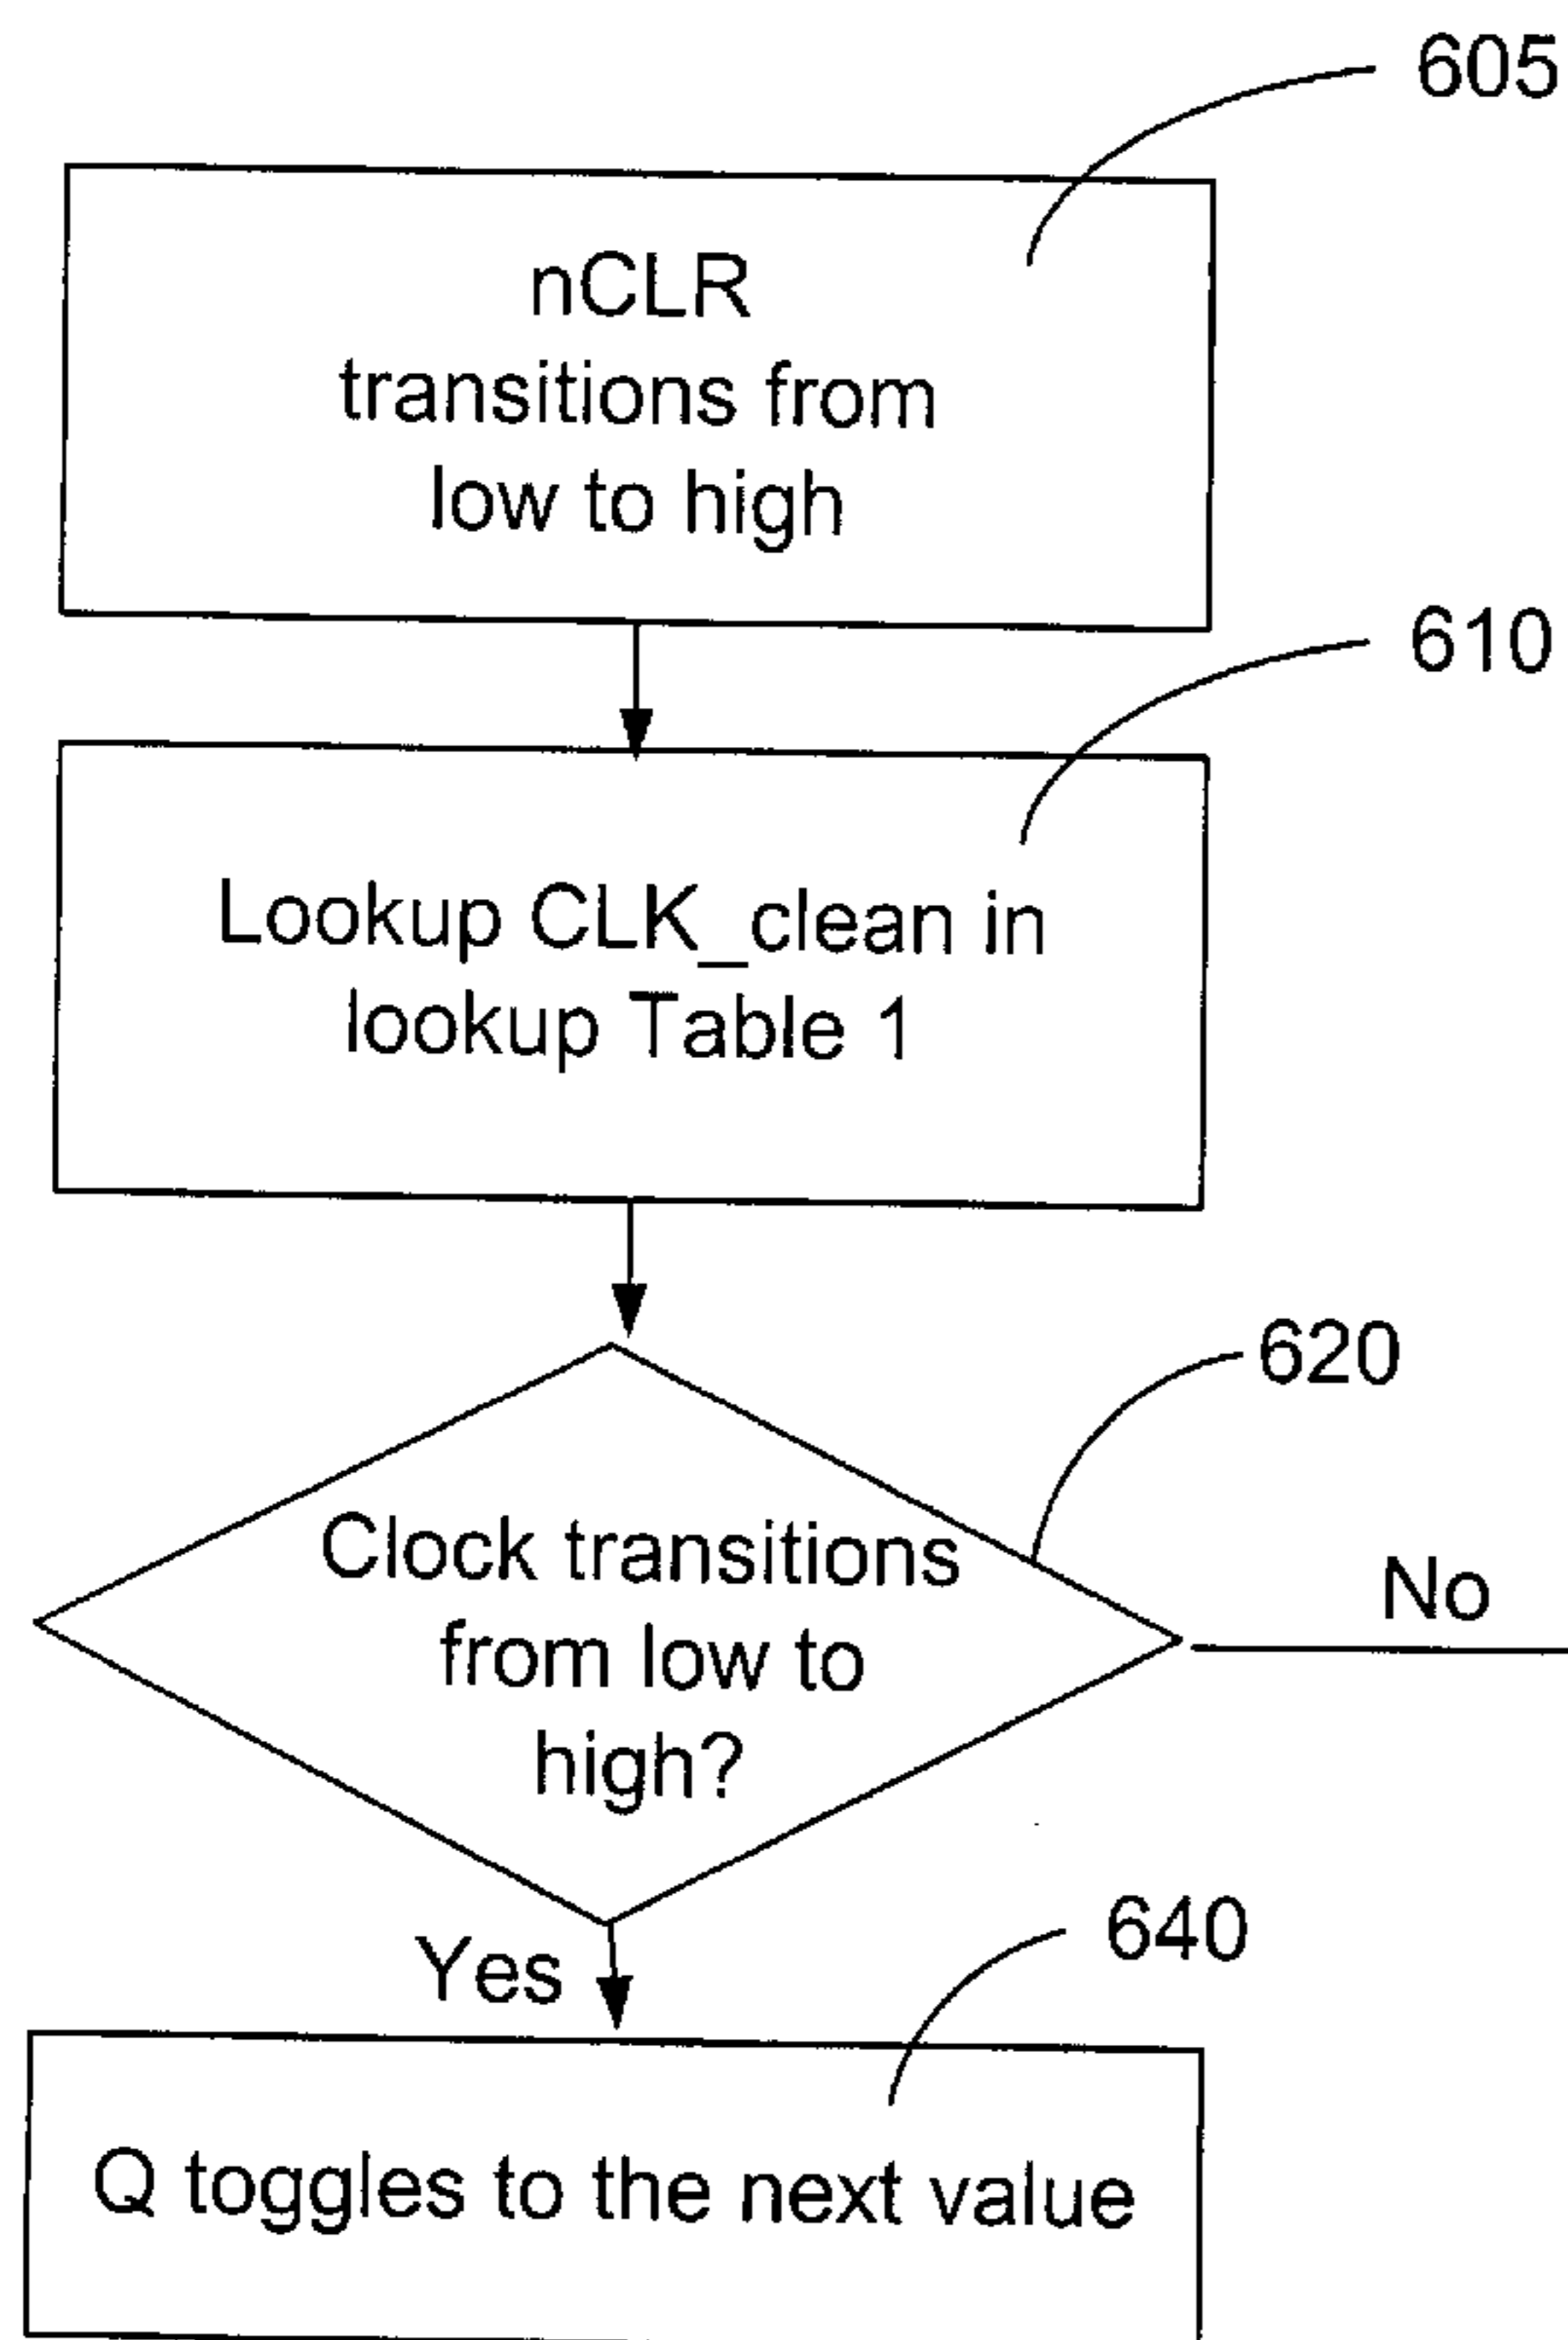 605
nCLR
transitions from
low to high
610
Lookup CLK_clean in
lookup Table 1
620
Clock transitions
from low to
high?
No
640
Yes
Q toggles to the next value